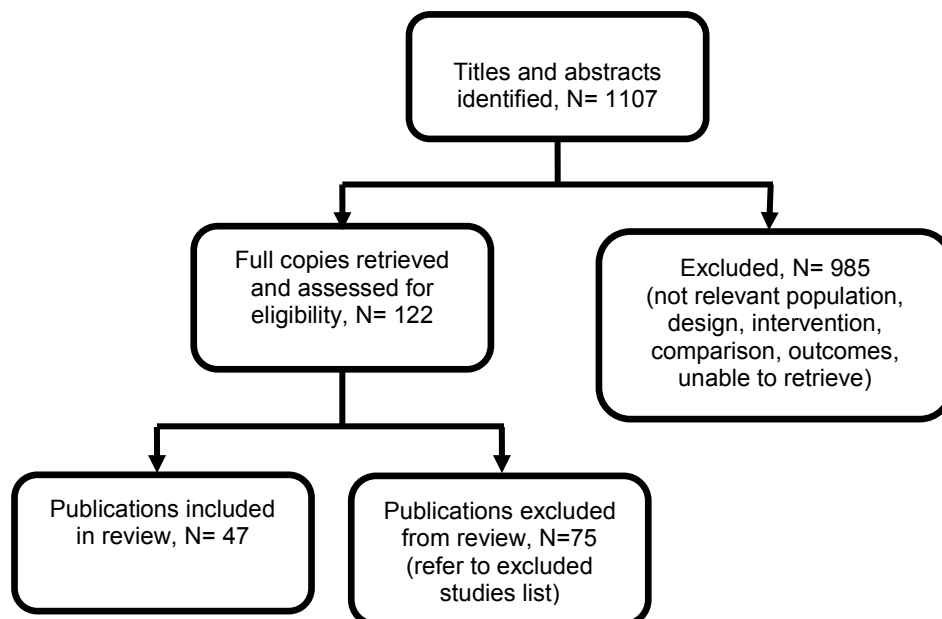 Titles and abstracts
identified, N= 1107
Full copies retrieved
and assessed for
eligibility, N= 122
Excluded, N= 985
(not relevant population,
design, intervention,
comparison, outcomes,
unable to retrieve)
Publications included
in review, N= 47
Publications excluded
from review, N=75
(refer to excluded
studies list)